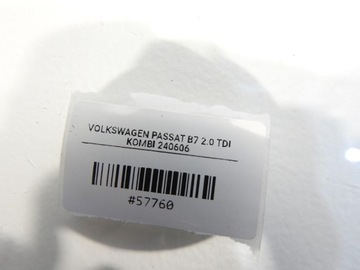 VOLKSWAGEN PASSAT B7 2.0 TDI
KOMBI 240606
#57760